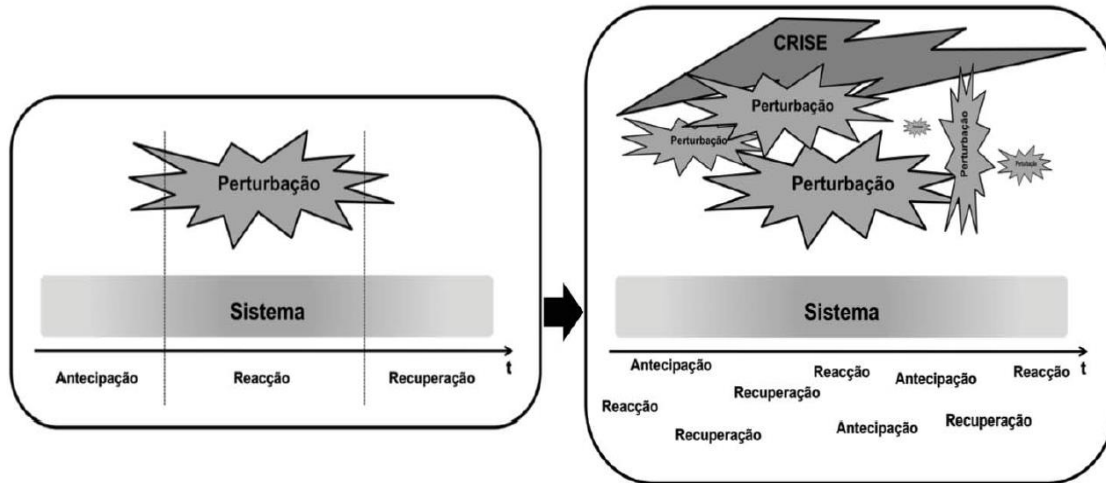 Perturbação
Sistema
t
Antecipação Reacção Recuperação
CRISE
Perturbação
Perturbação
Perturbação
Perturbação
Perturbação
Sistema
t
Antecipação Reacção Antecipação Reacção
Recuperação
Reacção
Recuperação Antecipação Recuperação